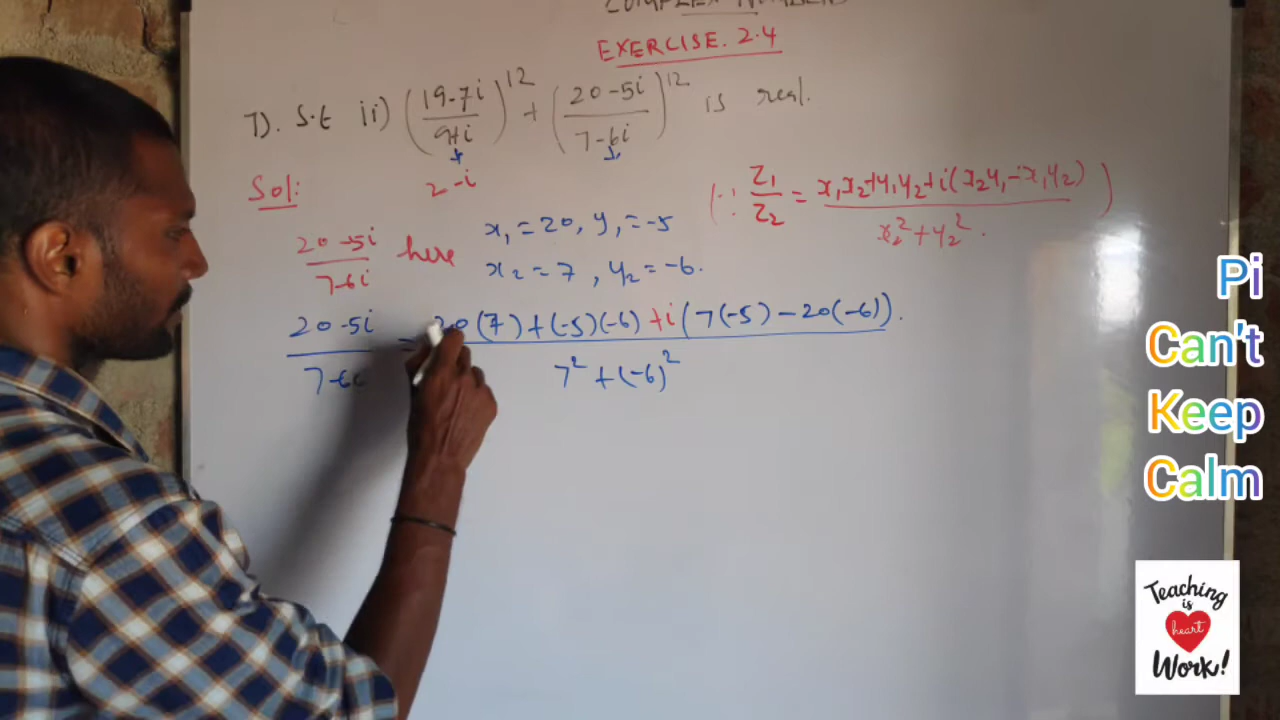 COMPLEX NUMBERS
EXERCISE. 2.4
7). S.t ii) (19-7i/9+i)^12 + (20-5i/7-6i)^12 is real.
Sol:
2-i
(∵ Z₁/Z₂ = x₁x₂+y₁y₂+i(x₂y₁-x₁y₂)/x₂²+y₂².)
20-5i/7-6i here x₁=20, y₁=-5
x₂=7, y₂=-6.
20-5i/7-6i = 20(7)+(-5)(-6)+i(7(-5)-20(-6))./7²+(-6)²
Pi
Can't
Keep
Calm
Teaching
is
heart
Work!